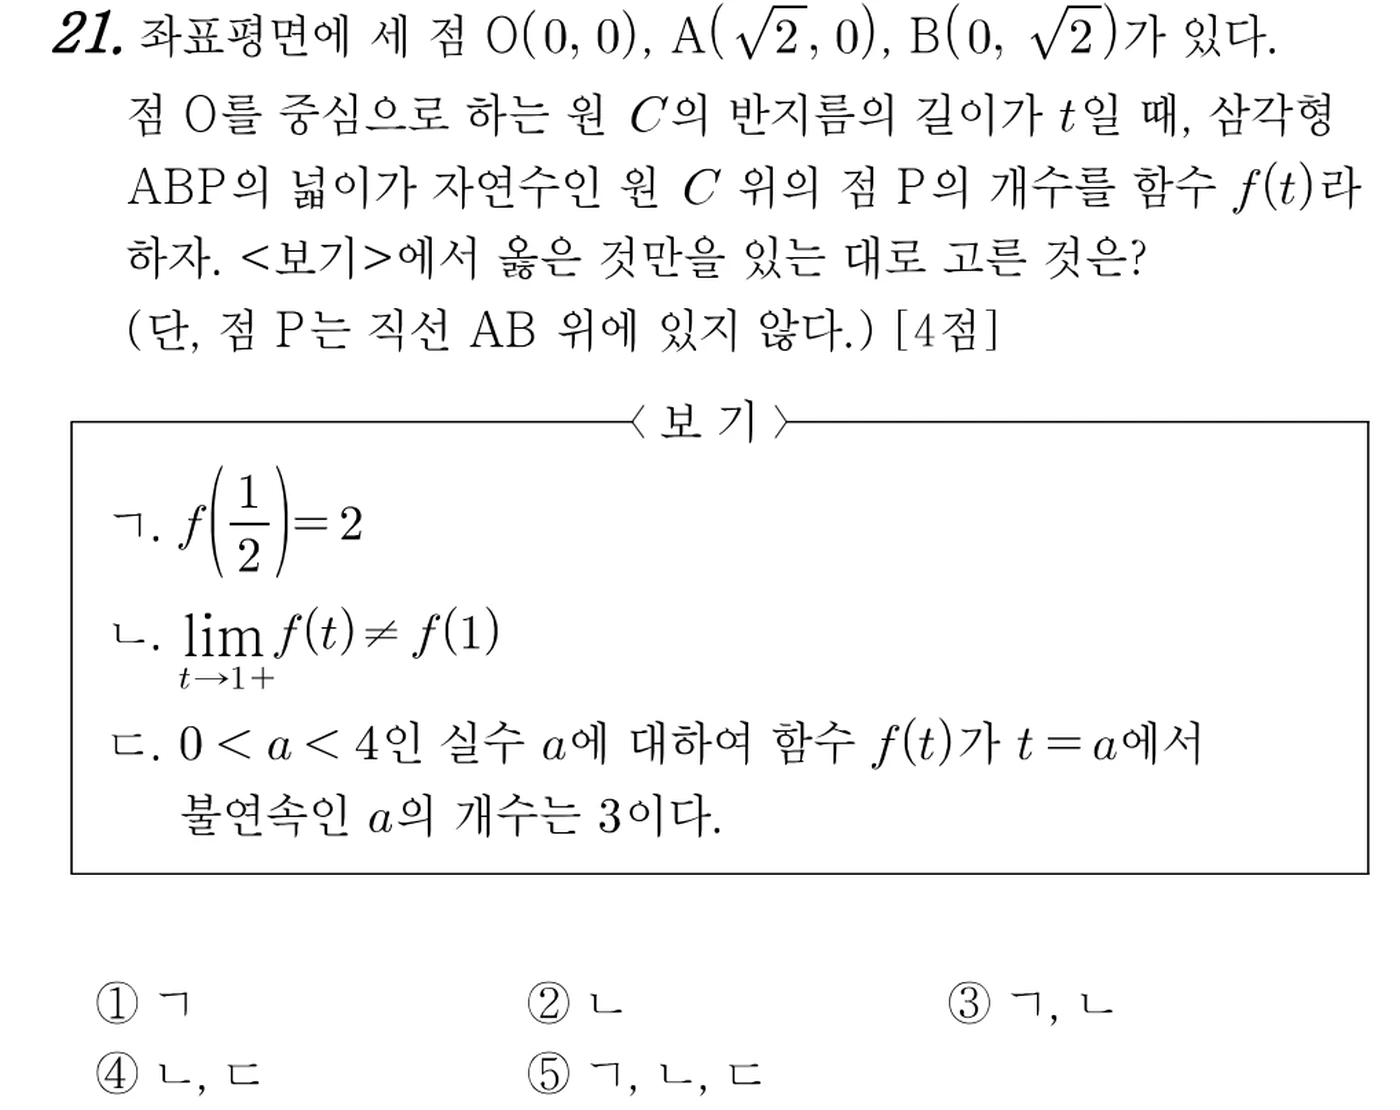 21. 좌표평면에 세 점 O(0, 0), A(√2, 0), B(0, √2)가 있다.
점 O를 중심으로 하는 원 C의 반지름의 길이가 t일 때, 삼각형
ABP의 넓이가 자연수인 원 C 위의 점 P의 개수를 함수 f(t)라
하자. <보기>에서 옳은 것만을 있는 대로 고른 것은?
(단, 점 P는 직선 AB 위에 있지 않다.) [4점]
〈 보 기 〉
ㄱ. f(1/2)=2
ㄴ. lim_{t→1+} f(t)≠f(1)
ㄷ. 0<a<4인 실수 a에 대하여 함수 f(t)가 t=a에서
불연속인 a의 개수는 3이다.
① ㄱ ② ㄴ ③ ㄱ, ㄴ
④ ㄴ, ㄷ ⑤ ㄱ, ㄴ, ㄷ